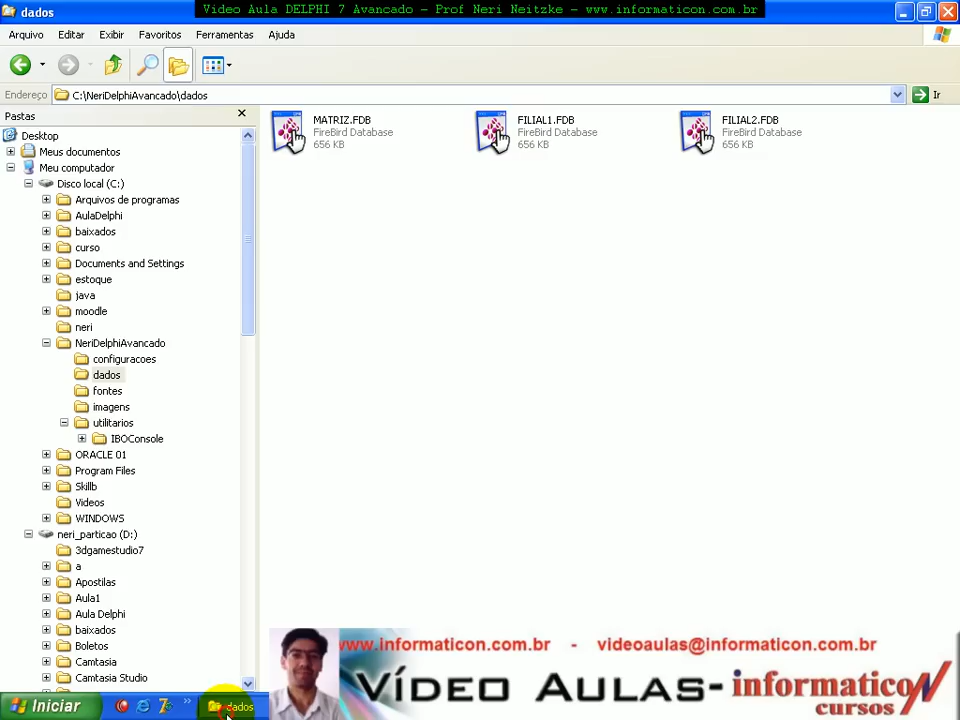 dados
Video Aula DELPHI 7 Avancado - Prof Neri Neitzke - www.informaticon.com.br
Arquivo Editar Exibir Favoritos Ferramentas Ajuda
Endereço C:\NeriDelphiAvancado\dados Ir
Pastas
Desktop
Meus documentos
Meu computador
Disco local (C:)
Arquivos de programas
AulaDelphi
baixados
curso
Documents and Settings
estoque
java
moodle
neri
NeriDelphiAvancado
configuracoes
dados
fontes
imagens
utilitarios
IBOConsole
ORACLE 01
Program Files
Skillb
Videos
WINDOWS
neri_particao (D:)
3dgamestudio7
a
Apostilas
Aula1
Aula Delphi
baixados
Boletos
Camtasia
Camtasia Studio
MATRIZ.FDB
FireBird Database
656 KB
FILIAL1.FDB
FireBird Database
656 KB
FILIAL2.FDB
FireBird Database
656 KB
www.informaticon.com.br - videoaulas@informaticon.com.br
VÍDEO AULAS- informaticon
cursos
Iniciar
dados